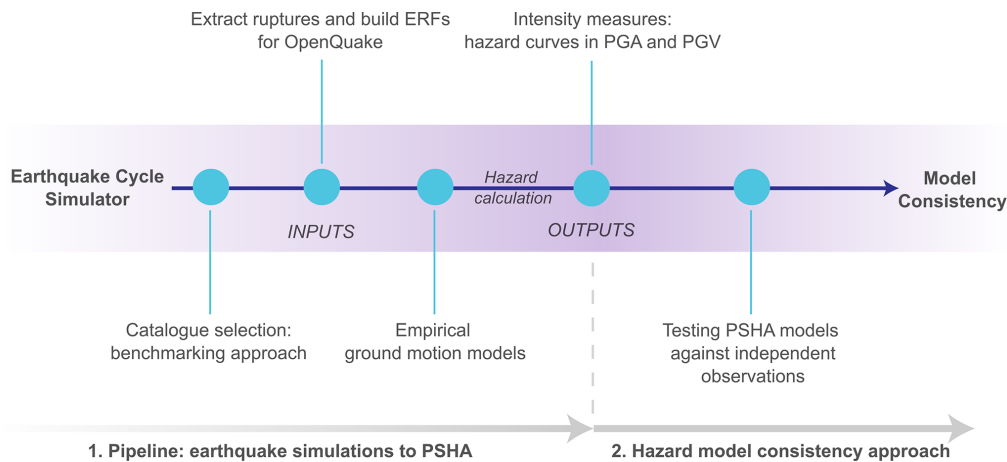 Extract ruptures and build ERFs
for OpenQuake
Intensity measures:
hazard curves in PGA and PGV
Earthquake Cycle
Simulator
Hazard
calculation
Model
Consistency
INPUTS
OUTPUTS
Catalogue selection:
benchmarking approach
Empirical
ground motion models
Testing PSHA models
against independent
observations
1. Pipeline: earthquake simulations to PSHA
2. Hazard model consistency approach